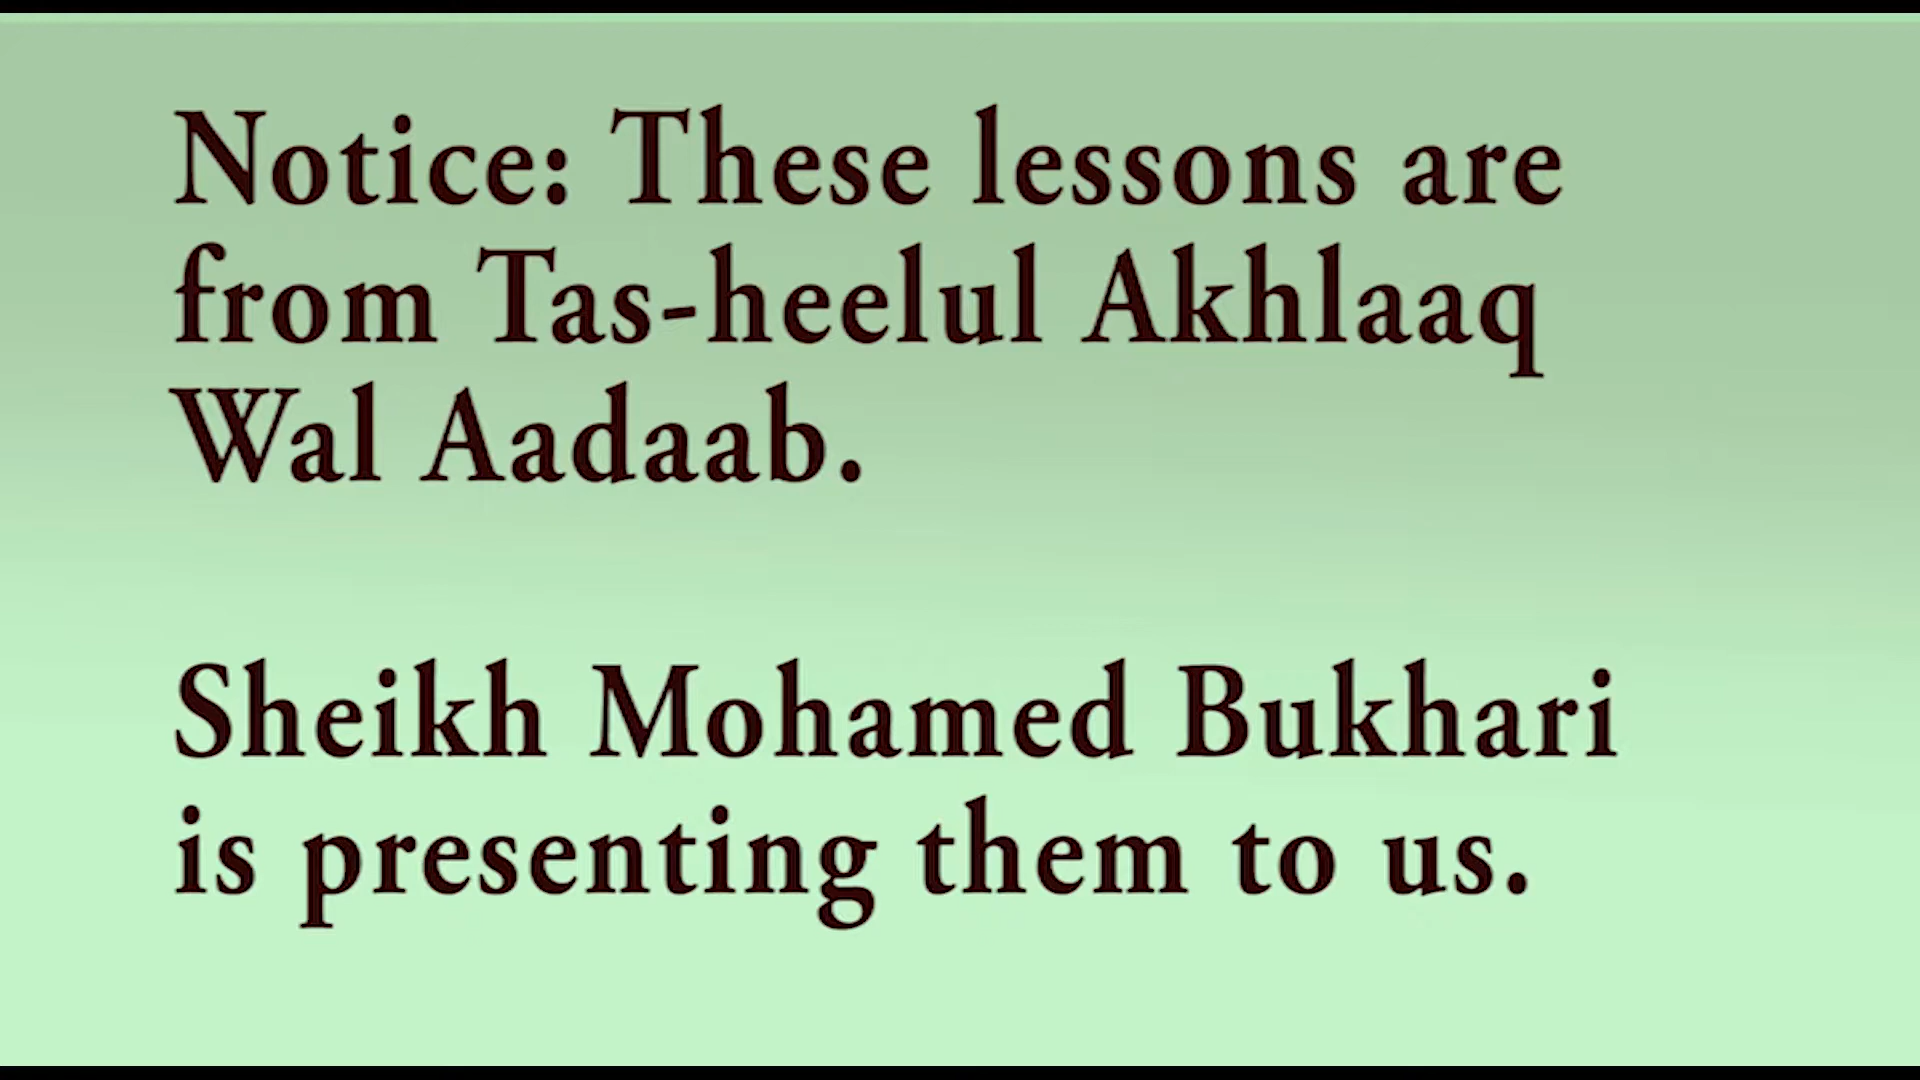 Notice: These lessons are
from Tas-heelul Akhlaaq
Wal Aadaab.
Sheikh Mohamed Bukhari
is presenting them to us.